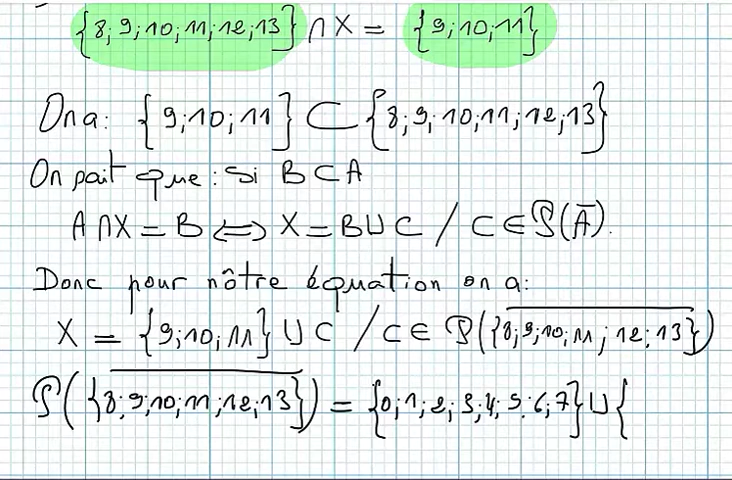 {8;9;10;11;12;13} ∩ X = {9;10;11}
On a: {9;10;11} ⊂ {8;9;10;11;12;13}
On sait que: Si B⊂A
A∩X = B ⟺ X = B∪C / C∈𝒫(Ā).
Donc pour nôtre équation on a:
X = {9;10;11} ∪ C / C∈ 𝒫({8;9;10;11;12;13}̅)
𝒫({8;9;10;11;12;13}̅) = {0;1;2;3;4;5;6;7}∪{